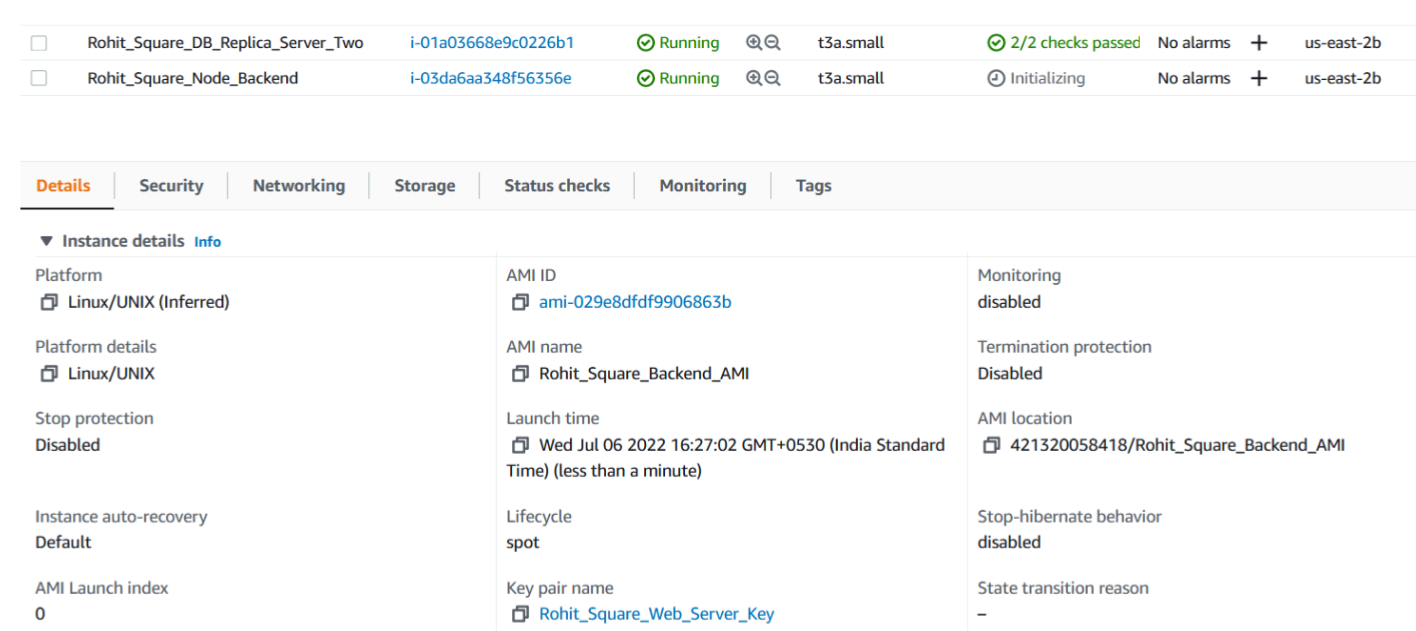 Rohit_Square_DB_Replica_Server_Two i-01a03668e9c0226b1 Running t3a.small 2/2 checks passed No alarms + us-east-2b
Rohit_Square_Node_Backend i-03da6aa348f56356e Running t3a.small Initializing No alarms + us-east-2b
Details Security Networking Storage Status checks Monitoring Tags
▼ Instance details Info
Platform AMI ID Monitoring
Linux/UNIX (Inferred) ami-029e8dfdf9906863b disabled
Platform details AMI name Termination protection
Linux/UNIX Rohit_Square_Backend_AMI Disabled
Stop protection Launch time AMI location
Disabled Wed Jul 06 2022 16:27:02 GMT+0530 (India Standard 421320058418/Rohit_Square_Backend_AMI
Time) (less than a minute)
Instance auto-recovery Lifecycle Stop-hibernate behavior
Default spot disabled
AMI Launch index Key pair name State transition reason
0 Rohit_Square_Web_Server_Key –